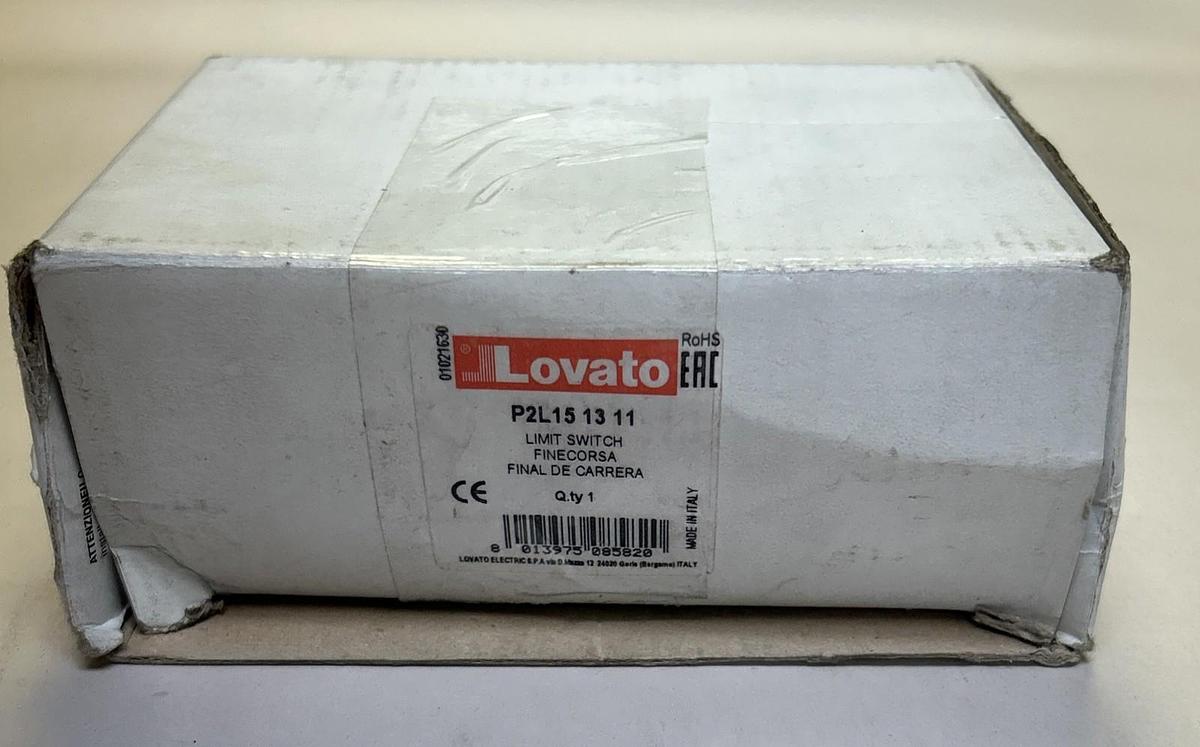 01021630
® Lovato
RoHS
EAC
P2L15 13 11
LIMIT SWITCH
FINECORSA
FINAL DE CARRERA
CE
Q.ty 1
MADE IN ITALY
8 013975 085820
LOVATO ELECTRIC S.P.A via D.Mazza 12 24020 Gorle (Bergamo) ITALY